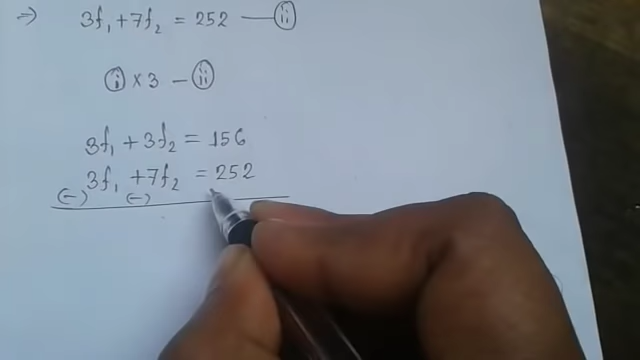 ⇒ 3f₁ + 7f₂ = 252 — ⓘⓘ
ⓘ × 3 − ⓘⓘ
3f₁ + 3f₂ = 156
3f₁ + 7f₂ = 252
(−) (−)